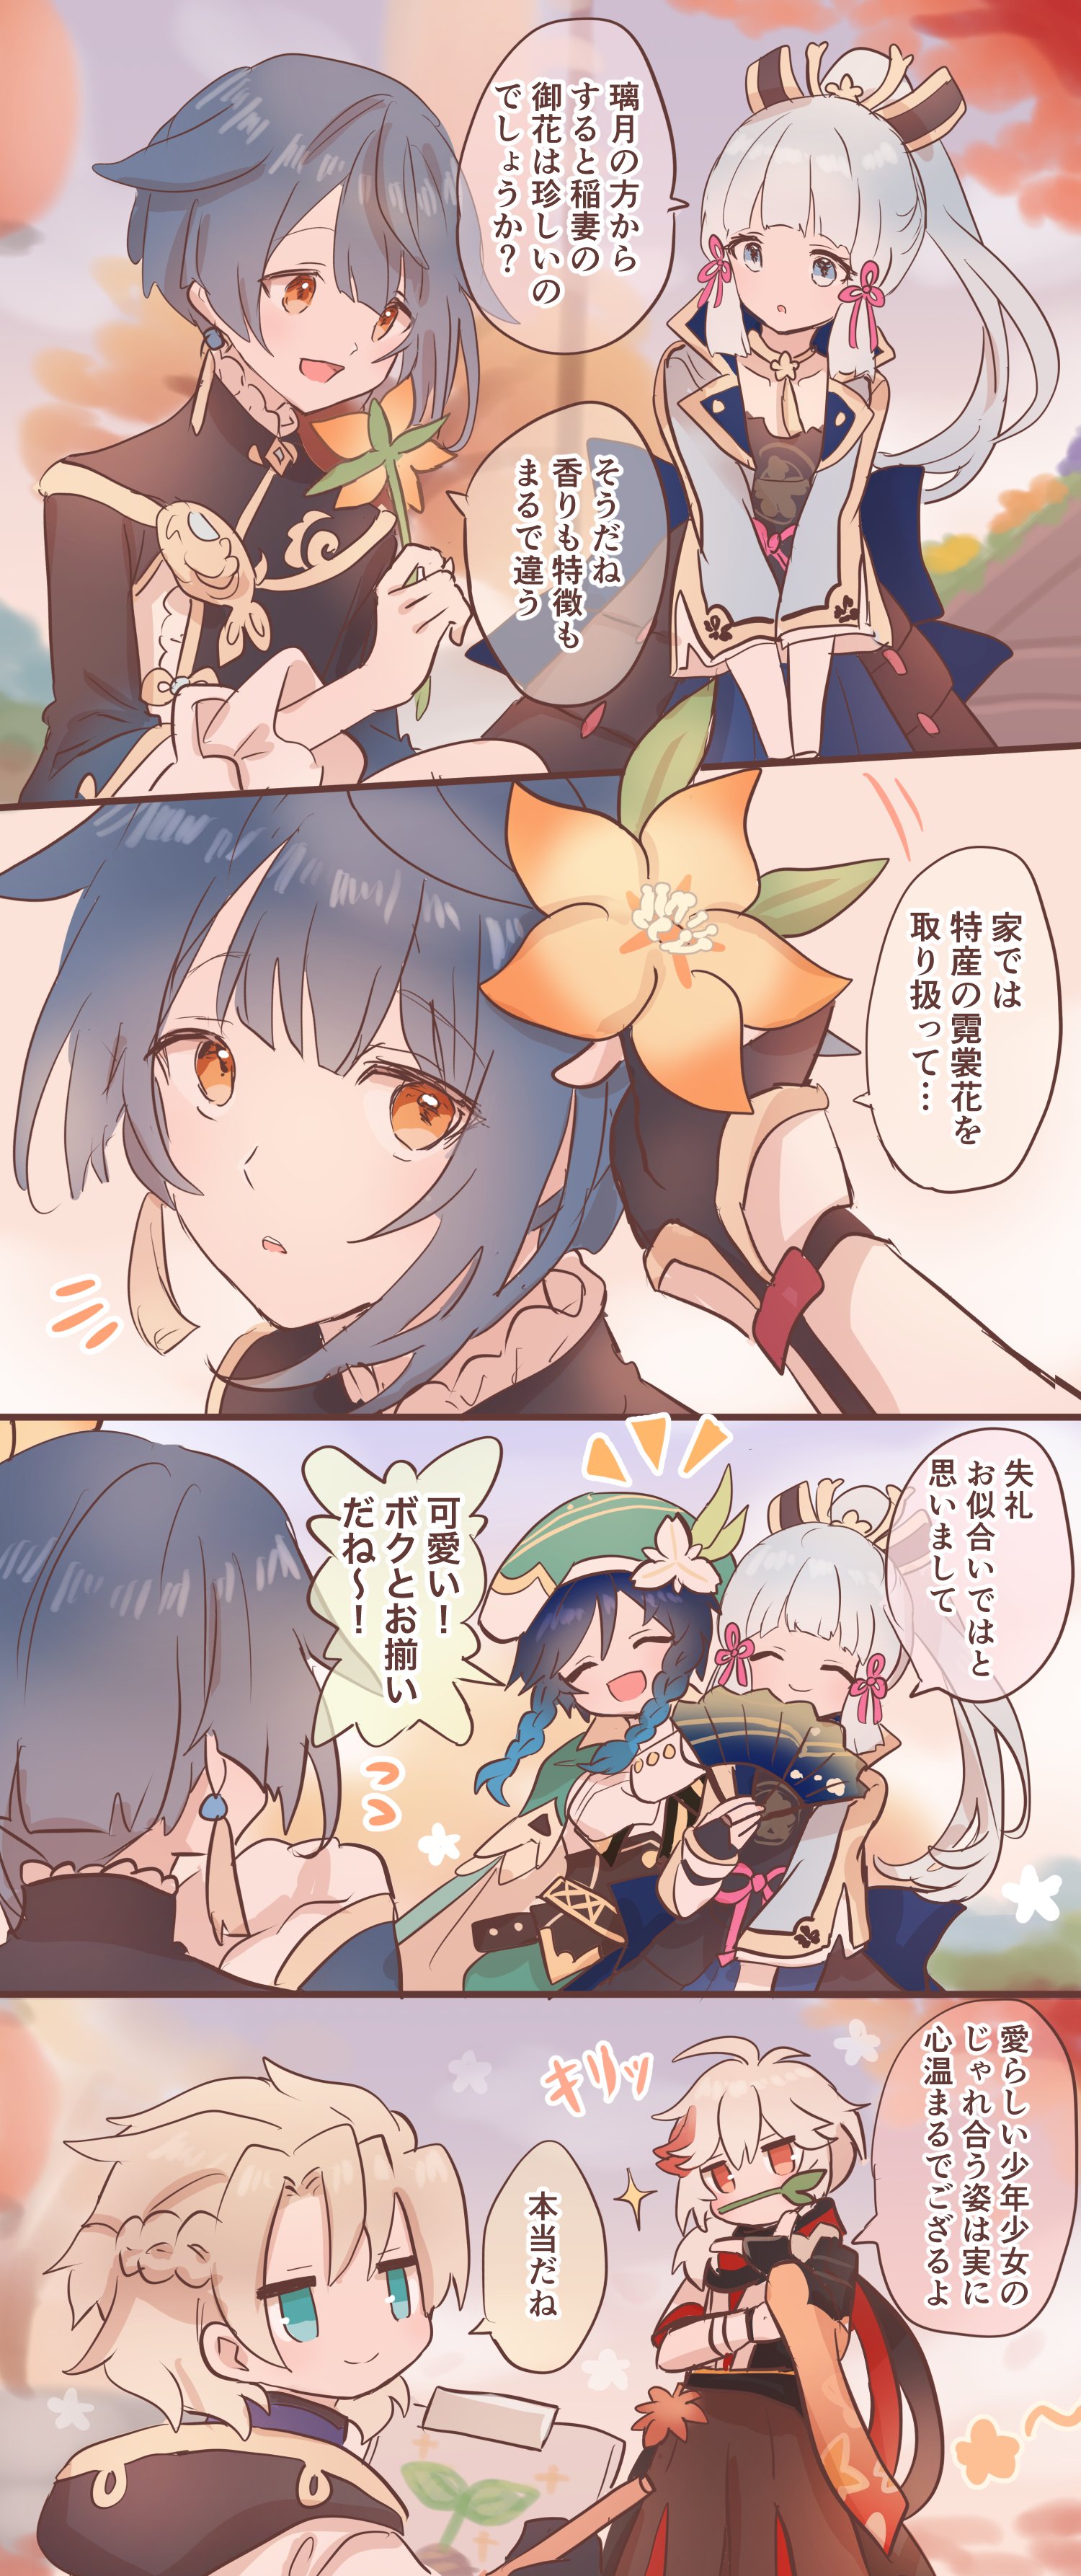 璃月の方から
すると稲妻の
御花は珍しいの
でしょうか？
そうだね
香りも特徴も
まるで違う
家では
特産の霓裳花を
取り扱って…
失礼
お似合いではと
思いまして
可愛い！
ボクとお揃い
だね～！
愛らしい少年少女の
じゃれ合う姿は実に
心温まるでござるよ
キリッ
本当だね